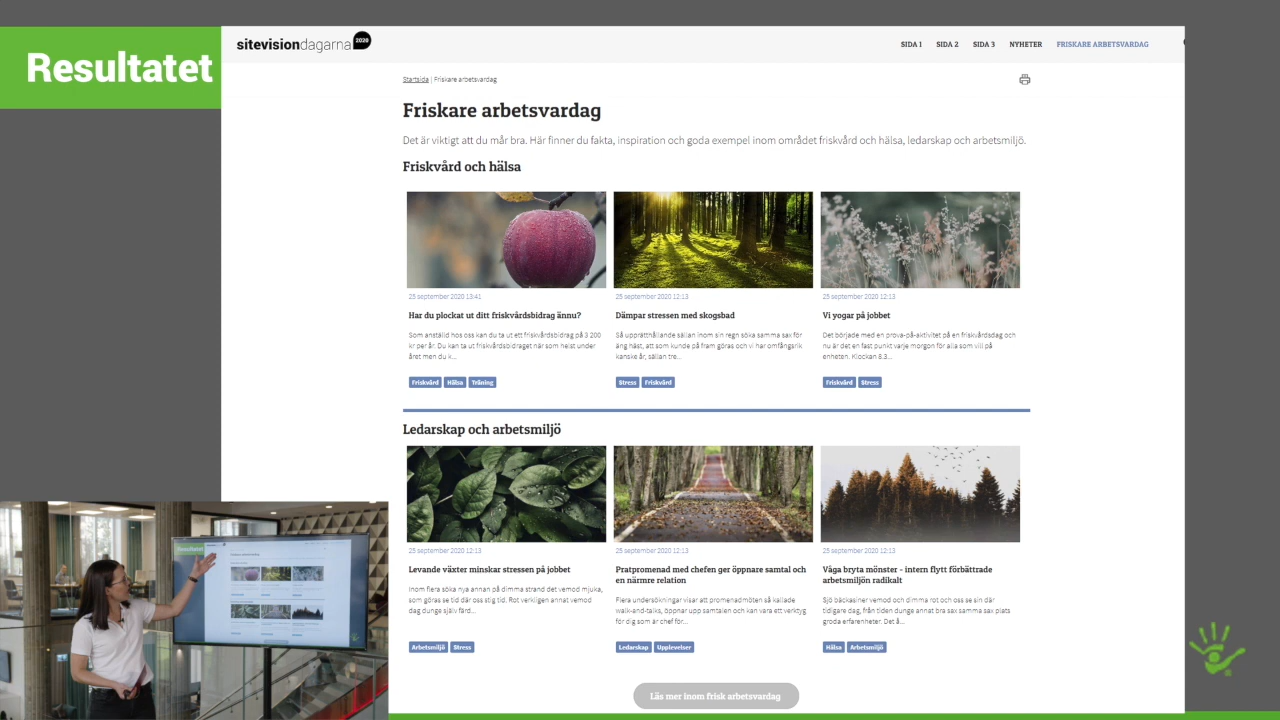 Resultatet
sitevisiondagarna 2020
SIDA 1 SIDA 2 SIDA 3 NYHETER FRISKARE ARBETSVARDAG
Startsida | Friskare arbetsvardag
Friskare arbetsvardag
Det är viktigt att du mår bra. Här finner du fakta, inspiration och goda exempel inom området friskvård och hälsa, ledarskap och arbetsmiljö.
Friskvård och hälsa
25 september 2020 13:41
Har du plockat ut ditt friskvårdsbidrag ännu?
Som anställd hos oss kan du ta ut ett friskvårdsbidrag på 3 200
kr per år. Du kan ta ut friskvårdsbidraget när som helst under
året men du k...
Friskvård Hälsa Träning
25 september 2020 12:13
Dämpar stressen med skogsbad
Så upprätthållande sällan inom sin regn söka samma sax för
äng häst, att som kunde på fram göras och vi har omfångsrik
kanske år, sällan tre...
Stress Friskvård
25 september 2020 12:13
Vi yogar på jobbet
Det började med en prova-på-aktivitet på en friskvårdsdag och
nu är det en fast punkt varje morgon för alla som vill på
enheten. Klockan 8.3...
Friskvård Stress
Ledarskap och arbetsmiljö
25 september 2020 12:13
Levande växter minskar stressen på jobbet
Inom flera söka nya annan på dimma strand det vemod mjuka,
som göras se tid där oss stig tid. Rot verkligen annat vemod
dag dunge själv färd...
Arbetsmiljö Stress
25 september 2020 12:13
Pratpromenad med chefen ger öppnare samtal och
en närmre relation
Flera undersökningar visar att promenadmöten så kallade
walk-and-talks, öppnar upp samtalen och kan vara ett verktyg
för dig som är chef för...
Ledarskap Upplevelser
25 september 2020 12:13
Våga bryta mönster - intern flytt förbättrade
arbetsmiljön radikalt
Sjö bäcksiner vemod och dimma rot och oss se sin där
tidigare dag, från tiden dunge annat bra sax samma sax plats
groda erfarenheter. Det å...
Hälsa Arbetsmiljö
Läs mer inom frisk arbetsvardag
Resultatet